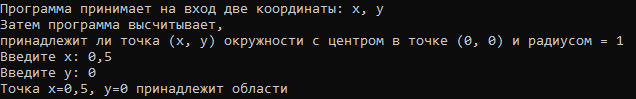 Программа принимает на вход две координаты: x, y
Затем программа высчитывает,
принадлежит ли точка (x, y) окружности с центром в точке (0, 0) и радиусом = 1
Введите x: 0,5
Введите y: 0
Точка x=0,5, y=0 принадлежит области